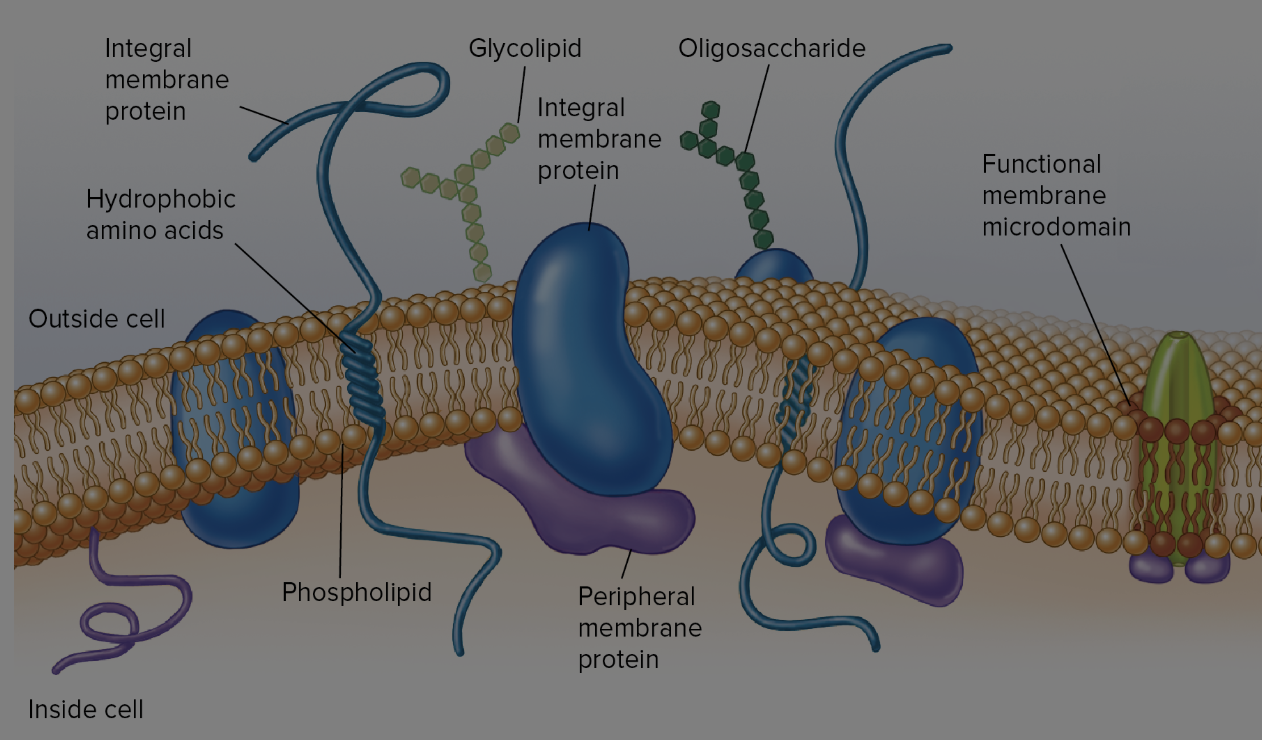 Integral
membrane
protein
Glycolipid
Oligosaccharide
Integral
membrane
protein
Functional
membrane
microdomain
Hydrophobic
amino acids
Outside cell
Phospholipid
Peripheral
membrane
protein
Inside cell